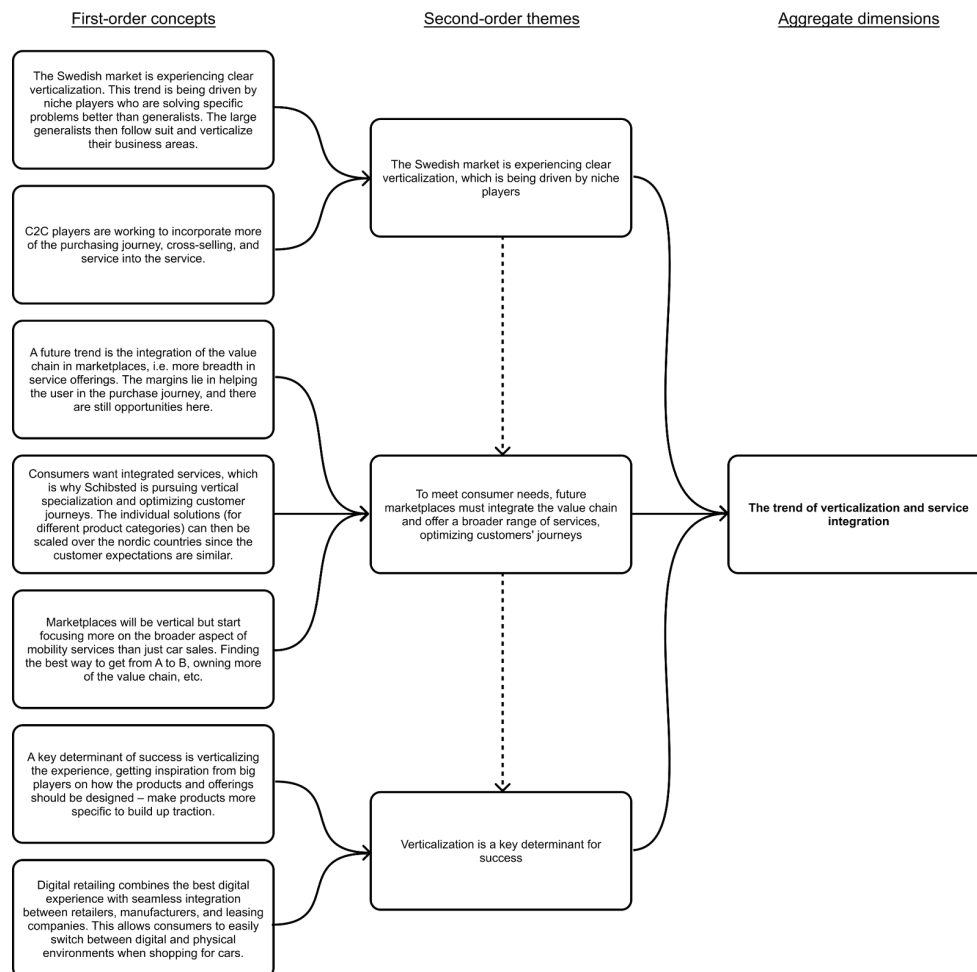 First-order concepts
Second-order themes
Aggregate dimensions
The Swedish market is experiencing clear
verticalization. This trend is being driven by
niche players who are solving specific
problems better than generalists. The large
generalists then follow suit and verticalize
their business areas.
C2C players are working to incorporate more
of the purchasing journey, cross-selling, and
service into the service.
A future trend is the integration of the value
chain in marketplaces, i.e. more breadth in
service offerings. The margins lie in helping
the user in the purchase journey, and there
are still opportunities here.
Consumers want integrated services, which
is why Schibsted is pursuing vertical
specialization and optimizing customer
journeys. The individual solutions (for
different product categories) can then be
scaled over the nordic countries since the
customer expectations are similar.
Marketplaces will be vertical but start
focusing more on the broader aspect of
mobility services than just car sales. Finding
the best way to get from A to B, owning more
of the value chain, etc.
A key determinant of success is verticalizing
the experience, getting inspiration from big
players on how the products and offerings
should be designed – make products more
specific to build up traction.
Digital retailing combines the best digital
experience with seamless integration
between retailers, manufacturers, and leasing
companies. This allows consumers to easily
switch between digital and physical
environments when shopping for cars.
The Swedish market is experiencing clear
verticalization, which is being driven by niche
players
To meet consumer needs, future
marketplaces must integrate the value chain
and offer a broader range of services,
optimizing customers' journeys
Verticalization is a key determinant for
success
The trend of verticalization and service
integration